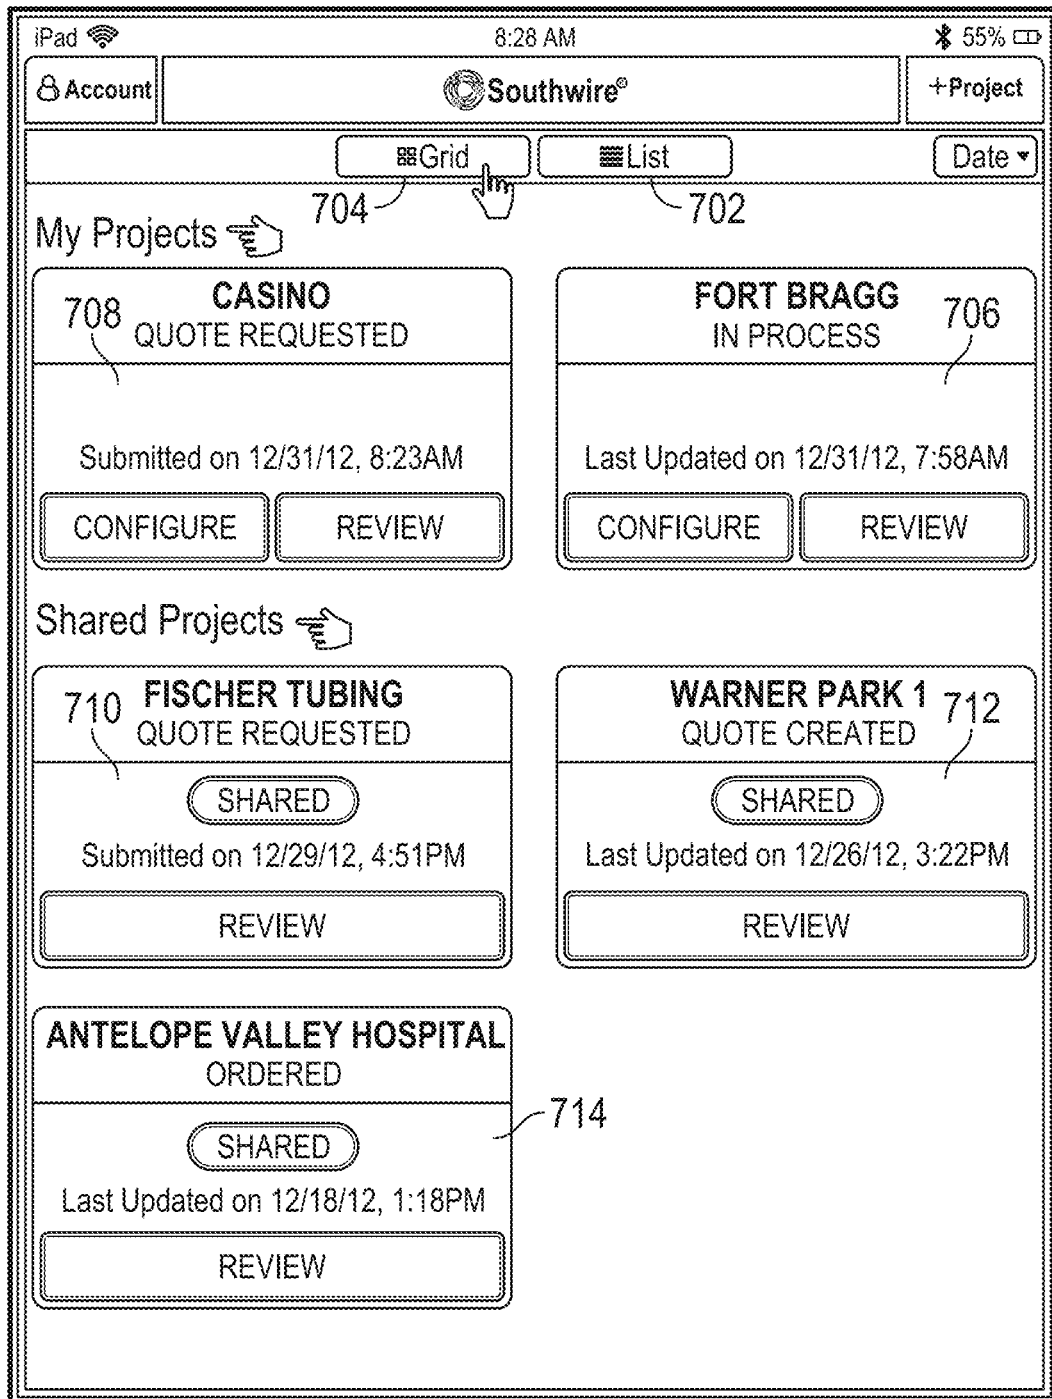 iPad 8:28 AM 55%
Account Southwire® +Project
Grid List Date
704 702
My Projects
CASINO
708 QUOTE REQUESTED
Submitted on 12/31/12, 8:23AM
CONFIGURE REVIEW
FORT BRAGG
IN PROCESS 706
Last Updated on 12/31/12, 7:58AM
CONFIGURE REVIEW
Shared Projects
FISCHER TUBING
710 QUOTE REQUESTED
SHARED
Submitted on 12/29/12, 4:51PM
REVIEW
WARNER PARK 1
QUOTE CREATED 712
SHARED
Last Updated on 12/26/12, 3:22PM
REVIEW
ANTELOPE VALLEY HOSPITAL
ORDERED
714
SHARED
Last Updated on 12/18/12, 1:18PM
REVIEW